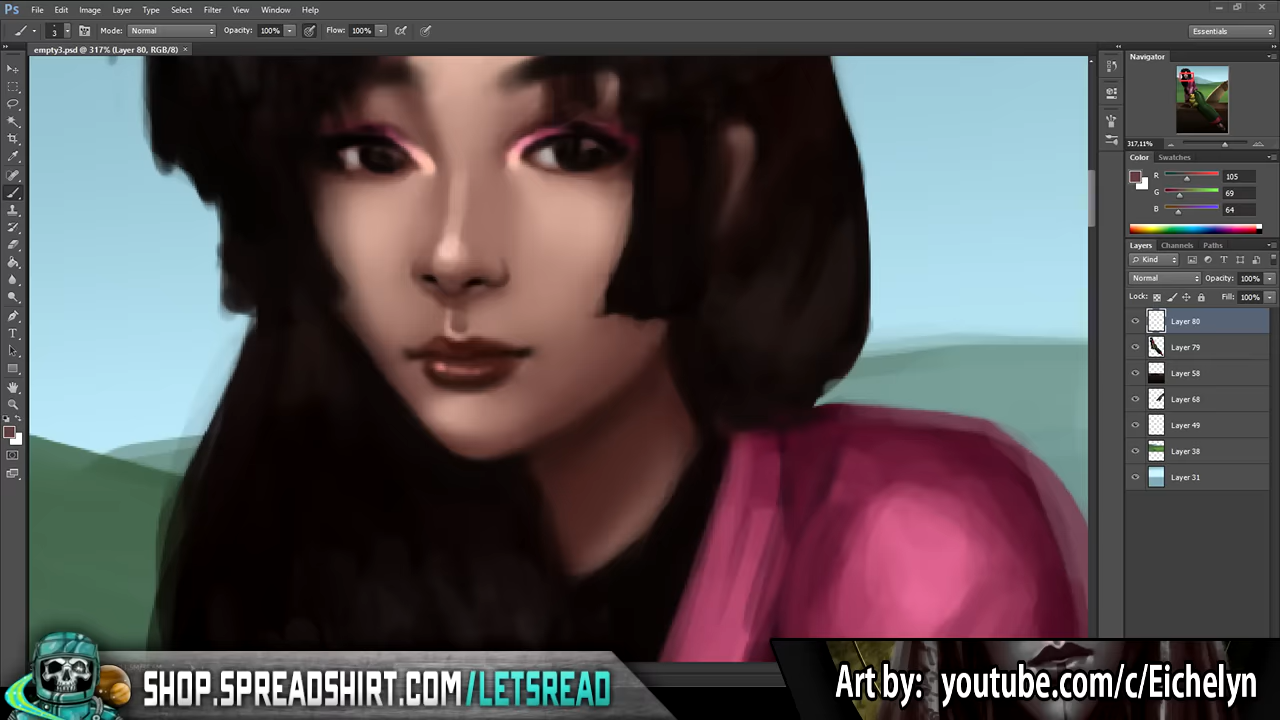 Ps File Edit Image Layer Type Select Filter View Window Help
3 Mode: Normal Opacity: 100% Flow: 100% Essentials
empty3.psd @ 317% (Layer 80, RGB/8) ×
Navigator
317.11%
Color Swatches
R 105
G 69
B 64
Layers Channels Paths
Kind
Normal Opacity: 100%
Lock: Fill: 100%
Layer 80
Layer 79
Layer 58
Layer 68
Layer 49
Layer 38
Layer 31
SHOP.SPREADSHIRT.COM/LETSREAD
Art by: youtube.com/c/Eichelyn